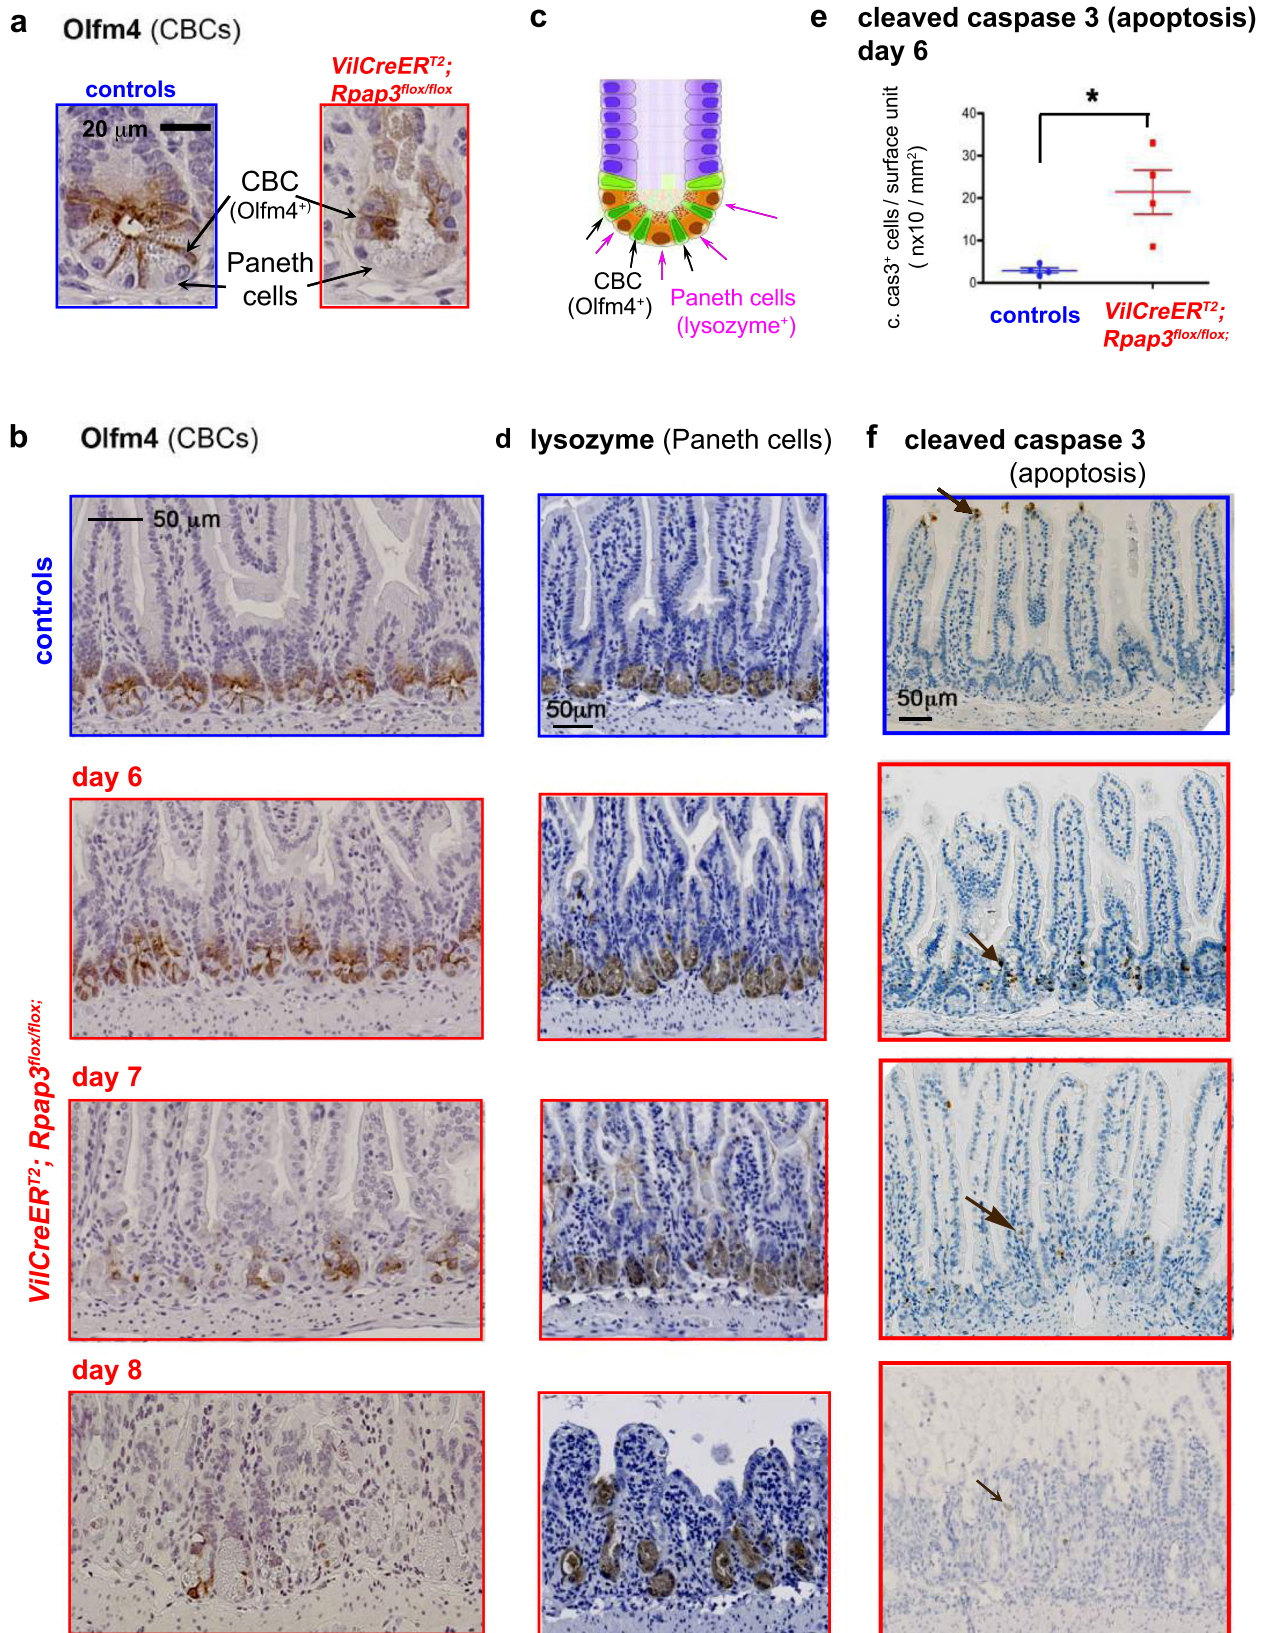 a Olfm4 (CBCs)
controls
VilCreER^T2;
Rpap3^flox/flox
20 μm
CBC
(Olfm4⁺)
Paneth
cells
c
CBC
(Olfm4⁺)
Paneth cells
(lysozyme⁺)
e cleaved caspase 3 (apoptosis)
day 6
*
40
30
20
10
0
c. cas3⁺ cells / surface unit
( nx10 / mm²)
controls
VilCreER^T2;
Rpap3^flox/flox;
b Olfm4 (CBCs)
controls
50 μm
day 6
day 7
day 8
VilCreER^T2; Rpap3^flox/flox;
d lysozyme (Paneth cells)
50μm
f cleaved caspase 3
(apoptosis)
50μm